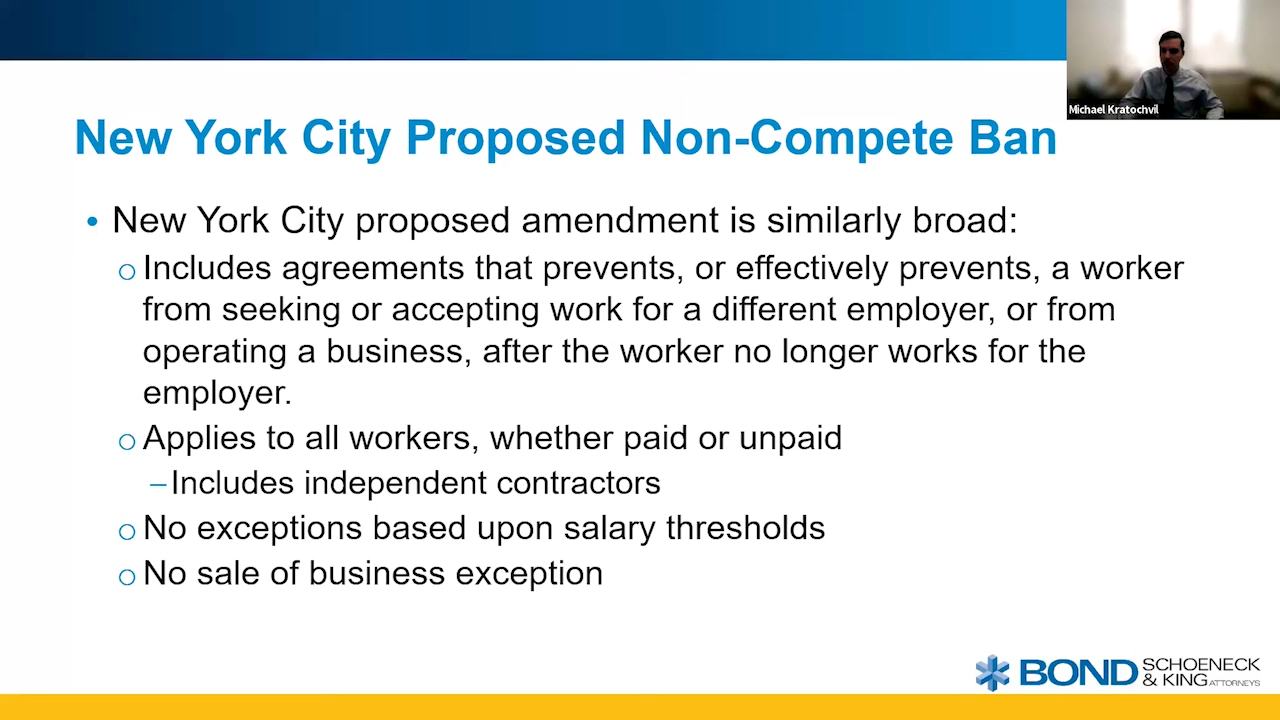 Michael Kratochvil
New York City Proposed Non-Compete Ban
• New York City proposed amendment is similarly broad:
o Includes agreements that prevents, or effectively prevents, a worker
from seeking or accepting work for a different employer, or from
operating a business, after the worker no longer works for the
employer.
o Applies to all workers, whether paid or unpaid
–Includes independent contractors
o No exceptions based upon salary thresholds
o No sale of business exception
BOND SCHOENECK
& KING ATTORNEYS